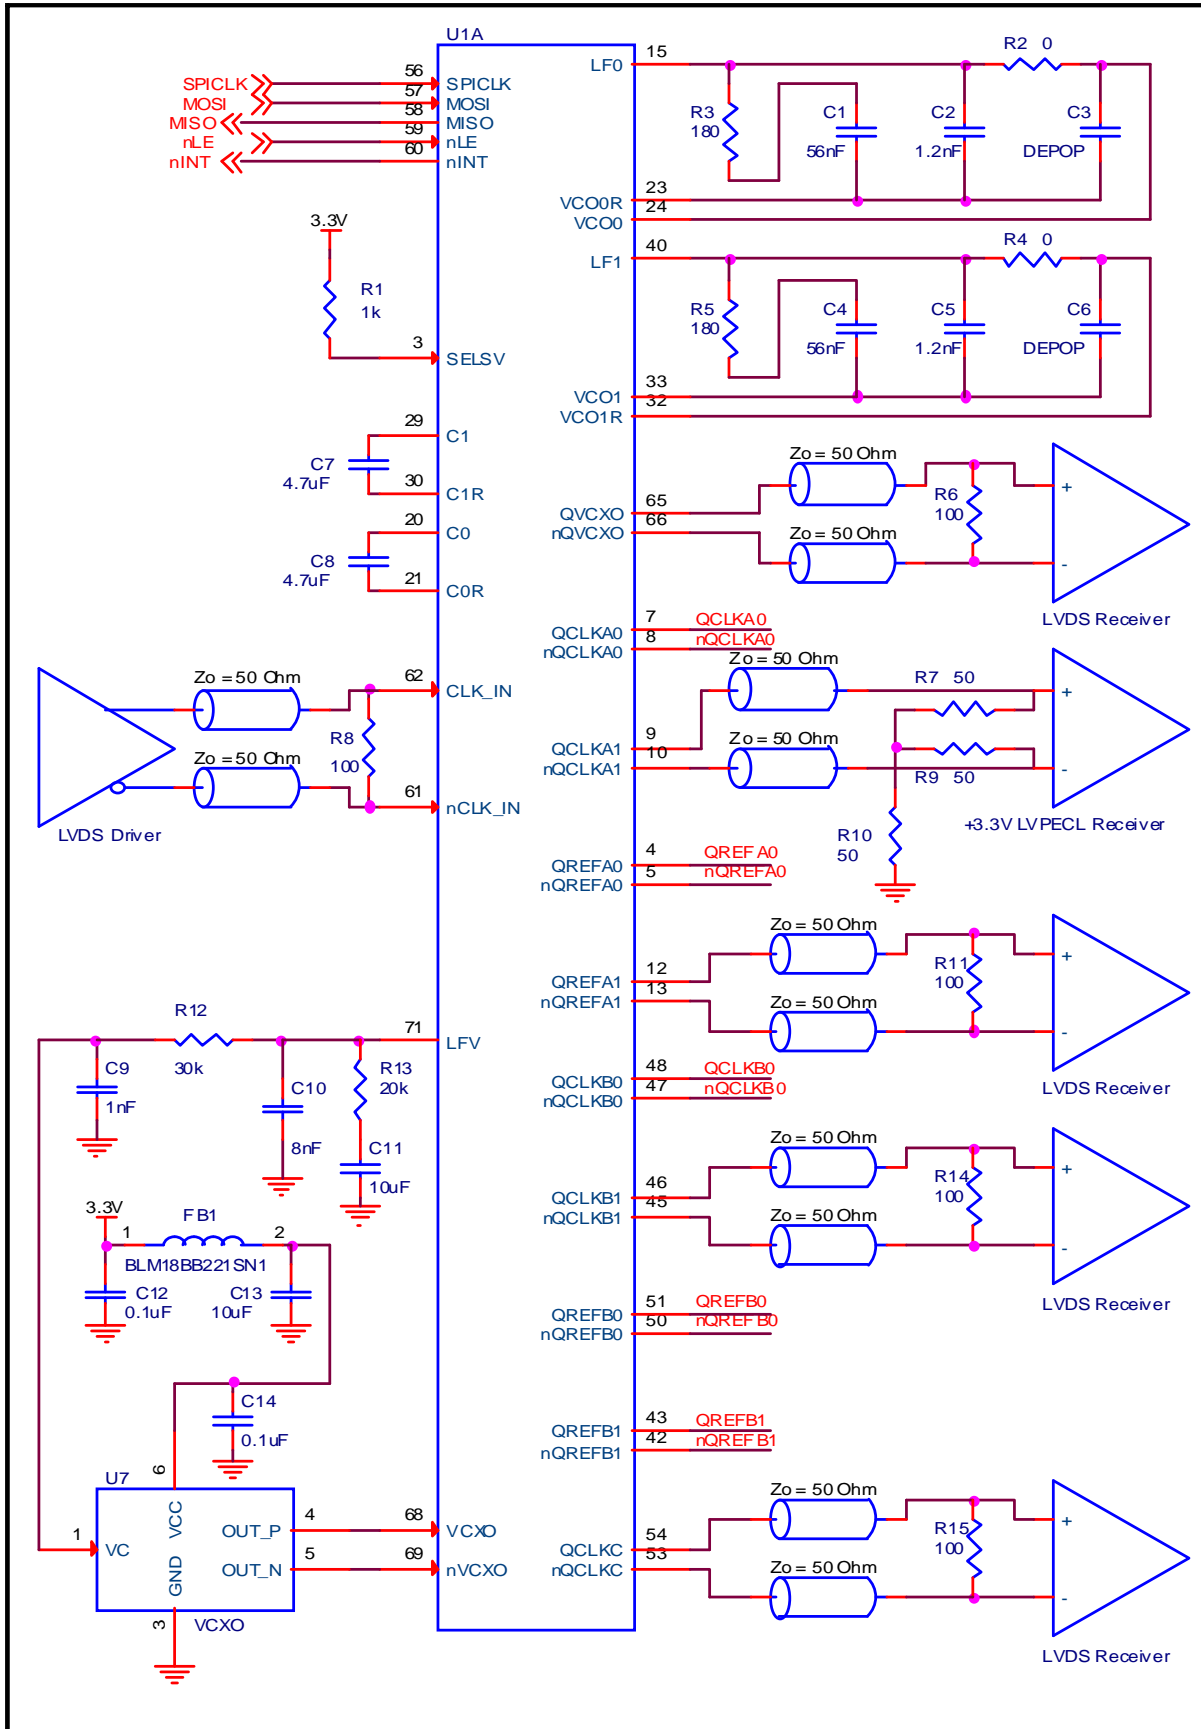 U1A
SPICLK
MOSI
MISO
nLE
nINT
56
57
58
59
60
SPICLK
MOSI
MISO
nLE
nINT
3.3V
R1
1k
3
SELSV
29
C1
C7
4.7uF
30
C1R
20
C0
C8
4.7uF
21
C0R
Zo = 50 Ohm
62
CLK_IN
R8
100
Zo = 50 Ohm
61
nCLK_IN
LVDS Driver
R12
30k
71
LFV
C9
1nF
C10
8nF
R13
20k
C11
10uF
3.3V
1
FB1
2
BLM18BB221SN1
C12
0.1uF
C13
10uF
C14
0.1uF
6
U7
VCC
1
VC
GND
OUT_P
OUT_N
4
5
68
69
VCXO
nVCXO
3
VCXO
15
LF0
R2 0
R3
180
C1
56nF
C2
1.2nF
C3
DEPOP
23
VCO0R
24
VCO0
40
LF1
R4 0
R5
180
C4
56nF
C5
1.2nF
C6
DEPOP
33
VCO1
32
VCO1R
Zo = 50 Ohm
65
QVCXO
66
nQVCXO
Zo = 50 Ohm
R6
100
+
-
LVDS Receiver
7
QCLKA0
QCLKA0
8
nQCLKA0
nQCLKA0
Zo = 50 Ohm
R7 50
9
QCLKA1
10
nQCLKA1
Zo = 50 Ohm
R9 50
+
-
+3.3V LVPECL Receiver
R10
50
4
QREFA0
QREFA0
5
nQREFA0
nQREFA0
Zo = 50 Ohm
12
QREFA1
13
nQREFA1
Zo = 50 Ohm
R11
100
+
-
LVDS Receiver
48
QCLKB0
QCLKB0
47
nQCLKB0
nQCLKB0
Zo = 50 Ohm
46
QCLKB1
45
nQCLKB1
Zo = 50 Ohm
R14
100
+
-
LVDS Receiver
51
QREFB0
QREFB0
50
nQREFB0
nQREFB0
43
QREFB1
QREFB1
42
nQREFB1
nQREFB1
Zo = 50 Ohm
54
QCLKC
53
nQCLKC
Zo = 50 Ohm
R15
100
+
-
LVDS Receiver